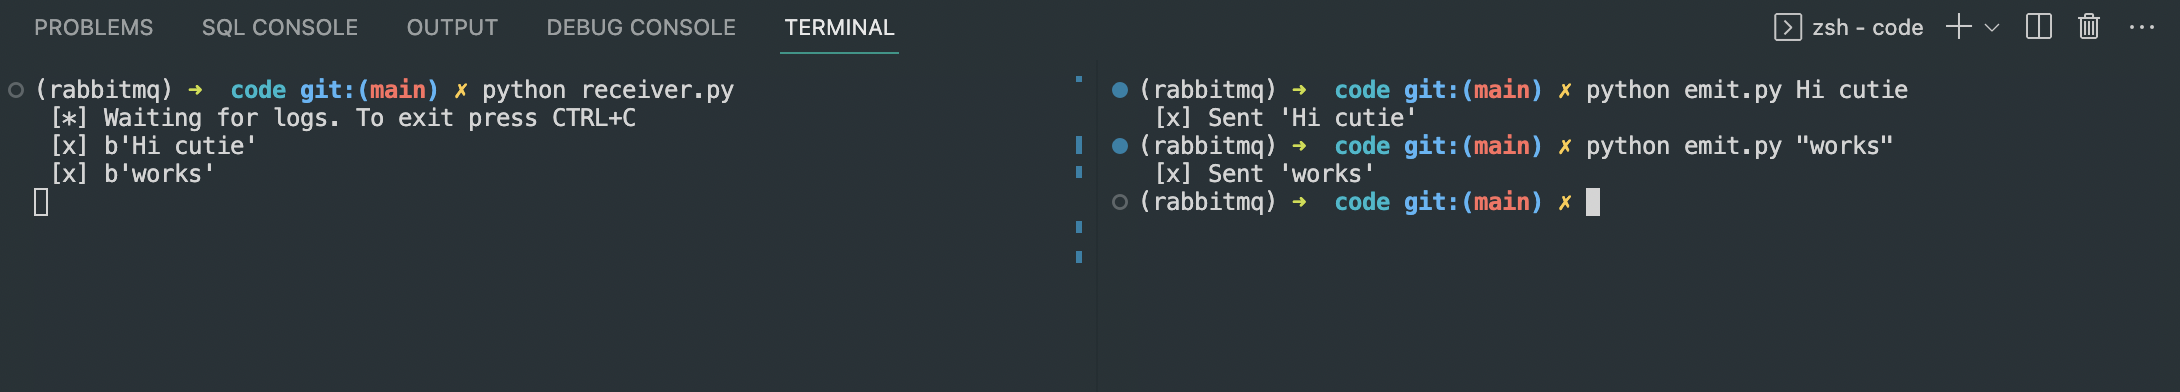 PROBLEMS SQL CONSOLE OUTPUT DEBUG CONSOLE TERMINAL
zsh - code
(rabbitmq) ➜ code git:(main) ✗ python receiver.py
[*] Waiting for logs. To exit press CTRL+C
[x] b'Hi cutie'
[x] b'works'
(rabbitmq) ➜ code git:(main) ✗ python emit.py Hi cutie
[x] Sent 'Hi cutie'
(rabbitmq) ➜ code git:(main) ✗ python emit.py "works"
[x] Sent 'works'
(rabbitmq) ➜ code git:(main) ✗